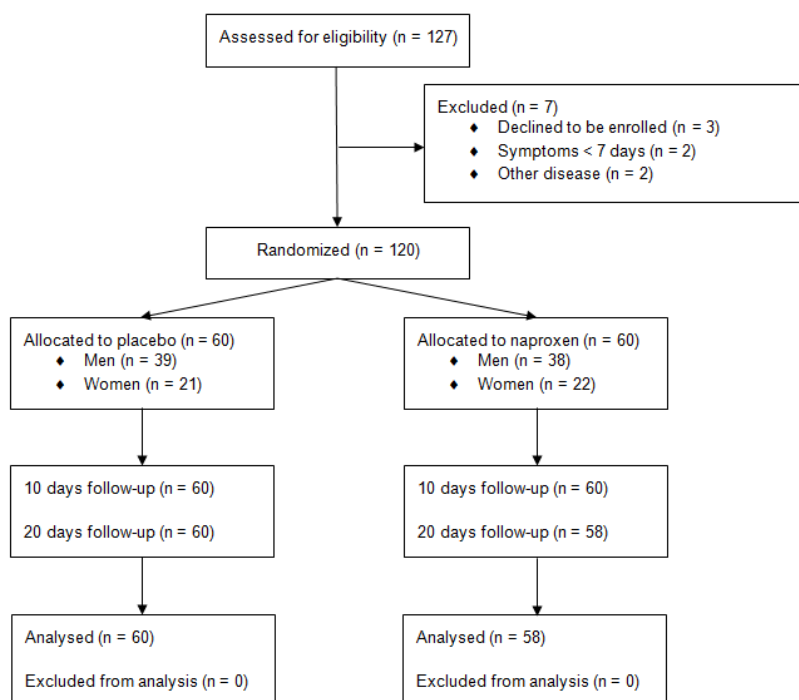 Assessed for eligibility (n = 127)
Excluded (n = 7)
♦ Declined to be enrolled (n = 3)
♦ Symptoms < 7 days (n = 2)
♦ Other disease (n = 2)
Randomized (n = 120)
Allocated to placebo (n = 60)
♦ Men (n = 39)
♦ Women (n = 21)
Allocated to naproxen (n = 60)
♦ Men (n = 38)
♦ Women (n = 22)
10 days follow-up (n = 60)
20 days follow-up (n = 60)
10 days follow-up (n = 60)
20 days follow-up (n = 58)
Analysed (n = 60)
Excluded from analysis (n = 0)
Analysed (n = 58)
Excluded from analysis (n = 0)